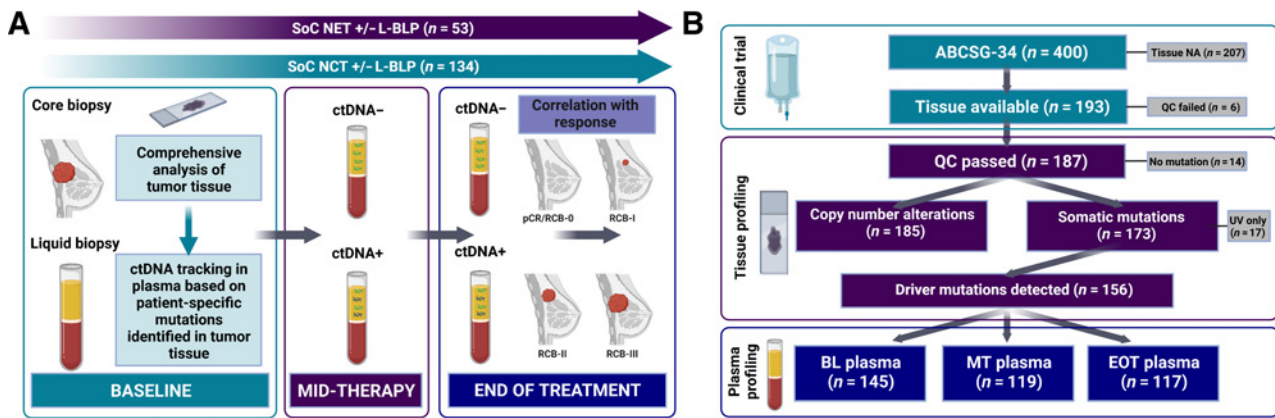 A
SoC NET +/– L-BLP (n = 53)
SoC NCT +/– L-BLP (n = 134)
Core biopsy
Comprehensive
analysis of
tumor tissue
Liquid biopsy
ctDNA tracking in
plasma based on
patient-specific
mutations
identified in tumor
tissue
BASELINE
ctDNA–
ctDNA+
MID-THERAPY
ctDNA–
Correlation with
response
pCR/RCB-0
RCB-I
ctDNA+
RCB-II
RCB-III
END OF TREATMENT
B
Clinical trial
ABCSG-34 (n = 400)
Tissue NA (n = 207)
Tissue available (n = 193)
QC failed (n = 6)
Tissue profiling
QC passed (n = 187)
No mutation (n = 14)
Copy number alterations
(n = 185)
Somatic mutations
(n = 173)
UV only
(n = 17)
Driver mutations detected (n = 156)
Plasma
profiling
BL plasma
(n = 145)
MT plasma
(n = 119)
EOT plasma
(n = 117)